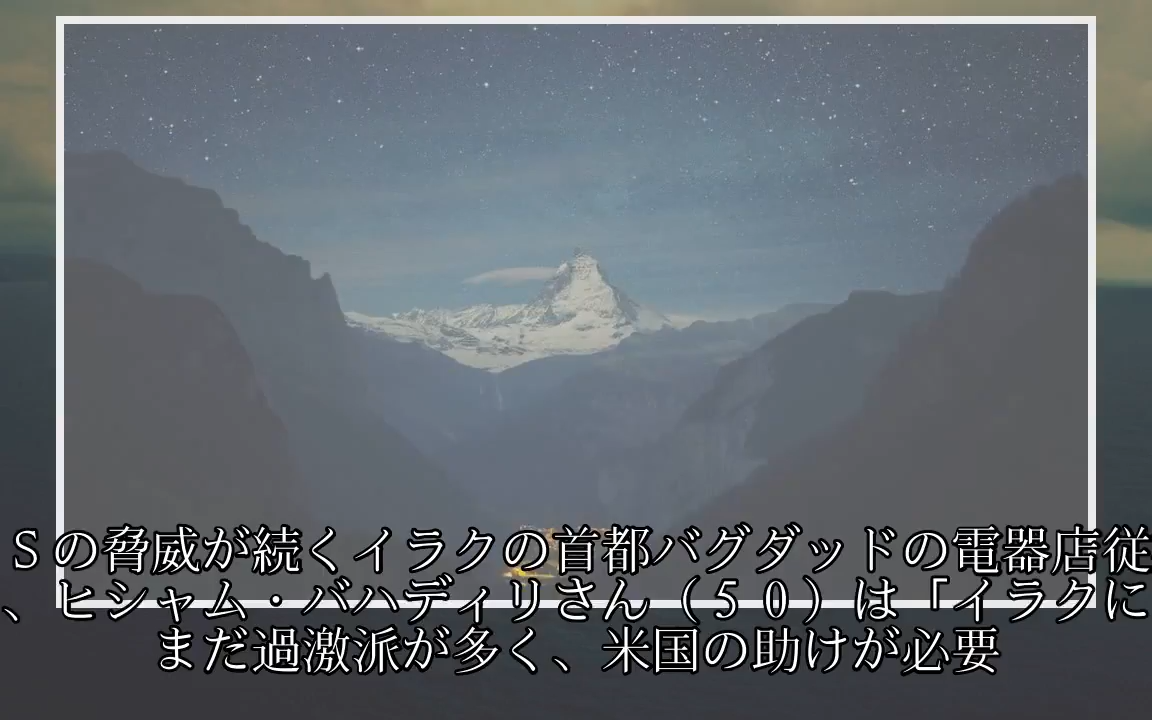 Ｓの脅威が続くイラクの首都バグダッドの電器店従
、ヒシャム・バハディリさん（５０）は「イラクに
まだ過激派が多く、米国の助けが必要